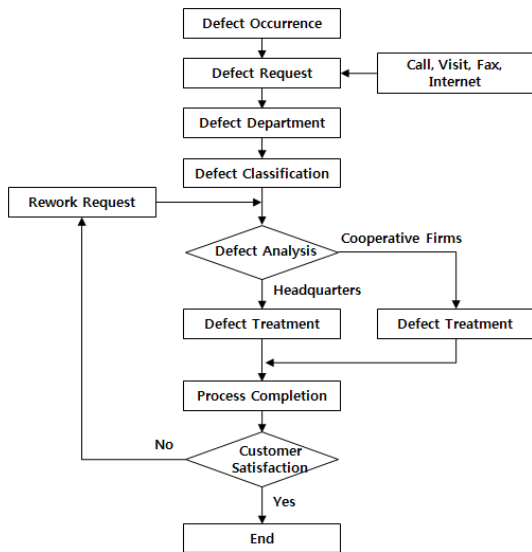 Defect Occurrence
Defect Request
Call, Visit, Fax,
Internet
Defect Department
Defect Classification
Rework Request
Defect Analysis
Cooperative Firms
Headquarters
Defect Treatment
Defect Treatment
Process Completion
No
Customer
Satisfaction
Yes
End